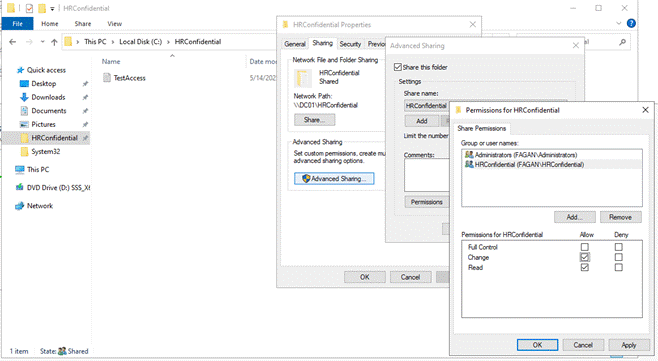 HRConfidential
File
Home
Share
View
This PC
Local Disk (C:)
HRConfidential
Quick access
Desktop
Downloads
Documents
Pictures
HRConfidential
System32
This PC
DVD Drive (D:) SSS_X6
Network
Name
Date mo
TestAccess
5/14/202
1 item
State:
Shared
HRConfidential Properties
General
Sharing
Security
Previo
Network File and Folder Sharing
HRConfidential
Shared
Network Path:
\\DC01\HRConfidential
Share...
Advanced Sharing
Set custom permissions, create mu
advanced sharing options.
Advanced Sharing...
OK
Cancel
Advanced Sharing
Share this folder
Settings
Share name:
HRConfidential
Add
Limit the number
Comments:
Permissions
Permissions for HRConfidential
Share Permissions
Group or user names:
Administrators (FAGAN\Administrators)
HRConfidential (FAGAN\HRConfidential)
Add...
Remove
Permissions for HRConfidential
Allow
Deny
Full Control
Change
Read
OK
Cancel
Apply